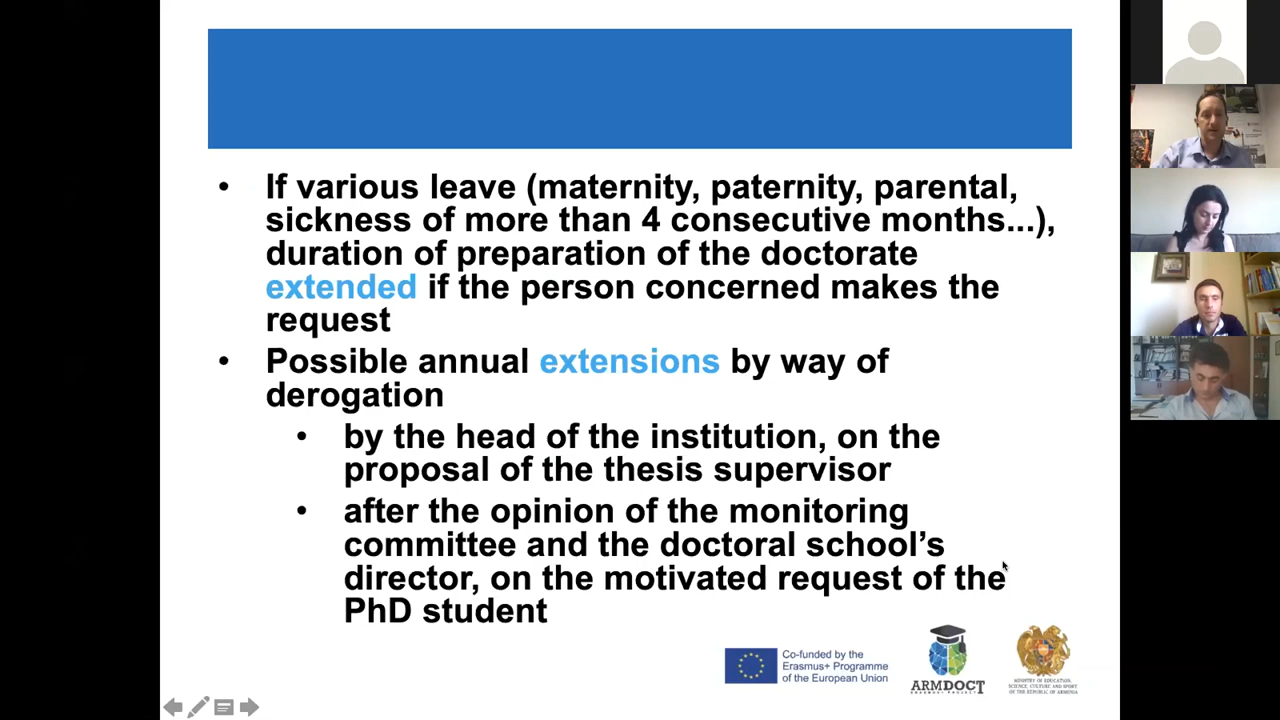 • If various leave (maternity, paternity, parental,
sickness of more than 4 consecutive months...),
duration of preparation of the doctorate
extended if the person concerned makes the
request
• Possible annual extensions by way of
derogation
• by the head of the institution, on the
proposal of the thesis supervisor
• after the opinion of the monitoring
committee and the doctoral school’s
director, on the motivated request of the
PhD student
Co-funded by the
Erasmus+ Programme
of the European Union
ARMDOCT
ERASMUS+ PROJECT
MINISTRY OF EDUCATION,
SCIENCE, CULTURE AND SPORT
OF THE REPUBLIC OF ARMENIA